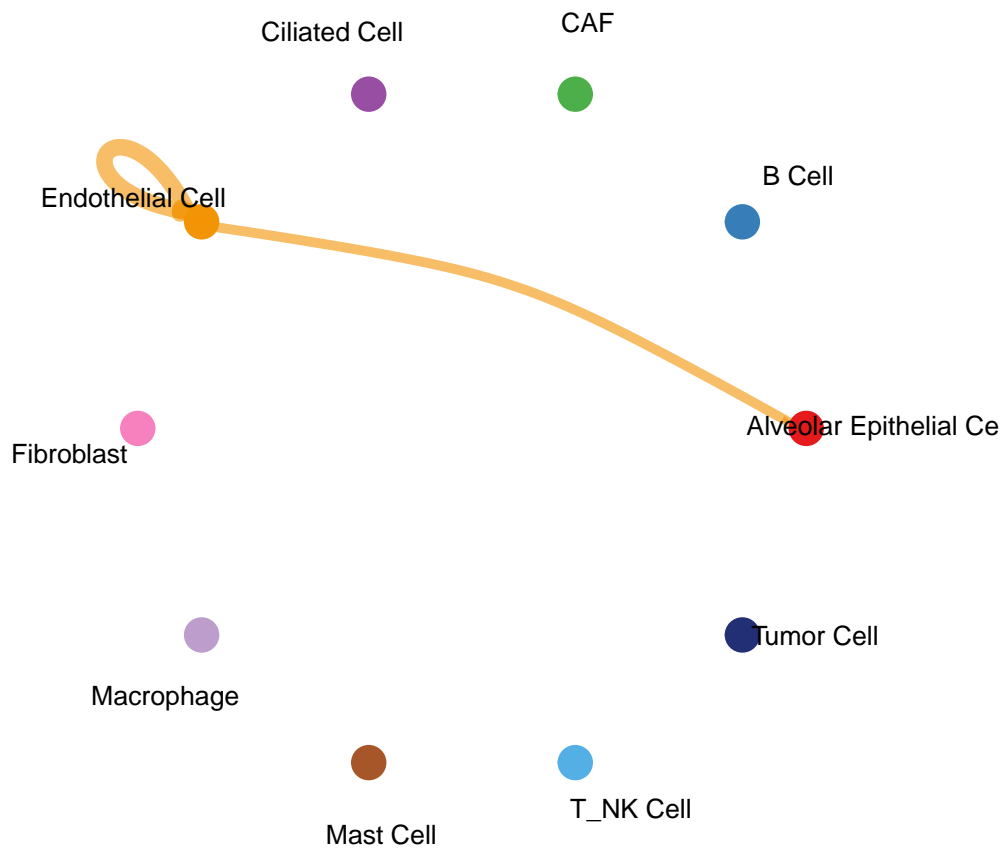 CAF
Ciliated Cell
B Cell
Endothelial Cell
Alveolar Epithelial Ce
Fibroblast
Tumor Cell
Macrophage
T_NK Cell
Mast Cell